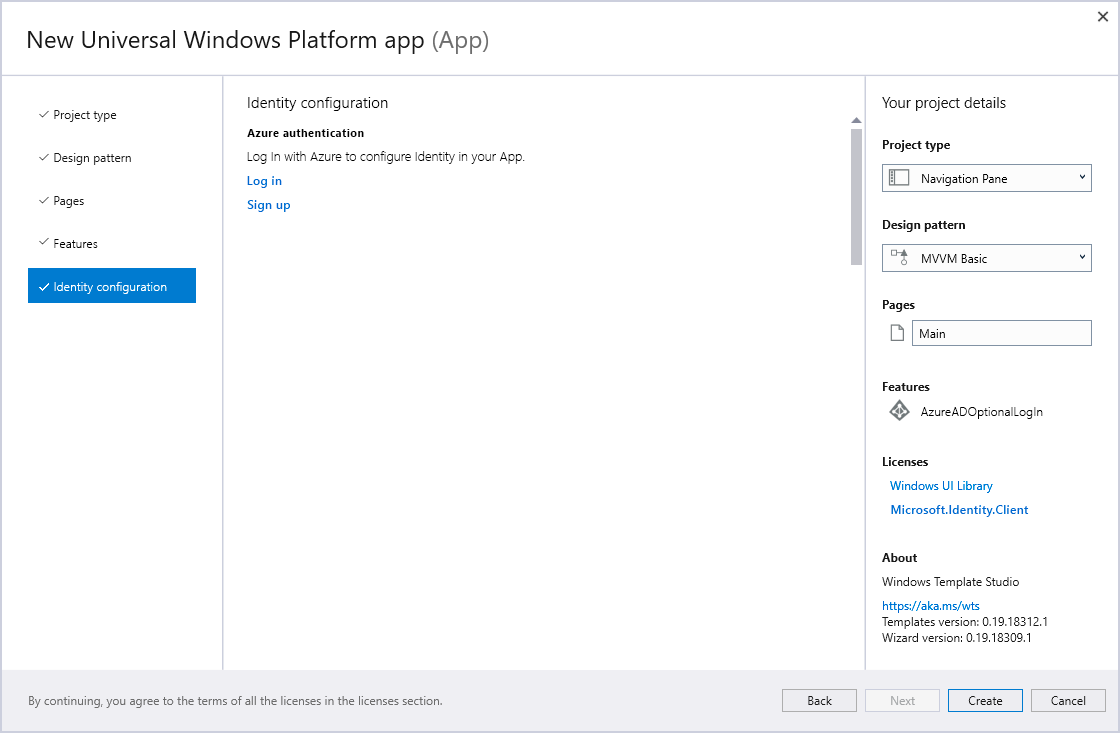 New Universal Windows Platform app (App)
Project type
Design pattern
Pages
Features
Identity configuration
Identity configuration
Azure authentication
Log In with Azure to configure Identity in your App.
Log in
Sign up
Your project details
Project type
Navigation Pane
Design pattern
MVVM Basic
Pages
Main
Features
AzureADOptionalLogIn
Licenses
Windows UI Library
Microsoft.Identity.Client
About
Windows Template Studio
https://aka.ms/wts
Templates version: 0.19.18312.1
Wizard version: 0.19.18309.1
By continuing, you agree to the terms of all the licenses in the licenses section.
Back
Next
Create
Cancel